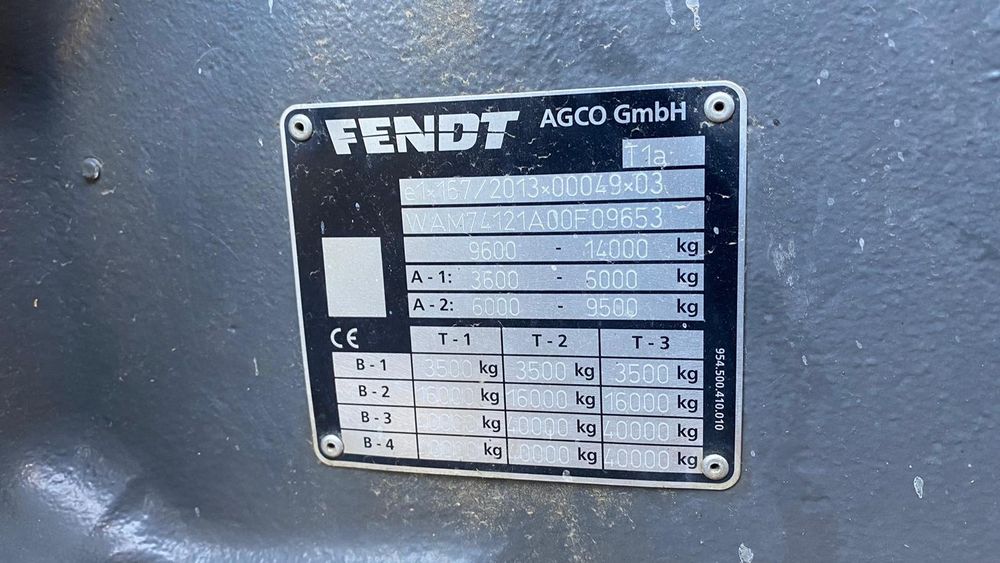 FENDT AGCO GmbH
T1a
e1*167/2013*00049*03
WAM74121A00F09653
9600 - 14000 kg
A - 1: 3600 - 5000 kg
A - 2: 6000 - 9500 kg
CE T - 1 T - 2 T - 3
B - 1 3500 kg 3500 kg 3500 kg
B - 2 16000 kg 16000 kg 16000 kg
B - 3 kg 40000 kg 40000 kg
B - 4 kg 40000 kg 40000 kg
954.500.410.010